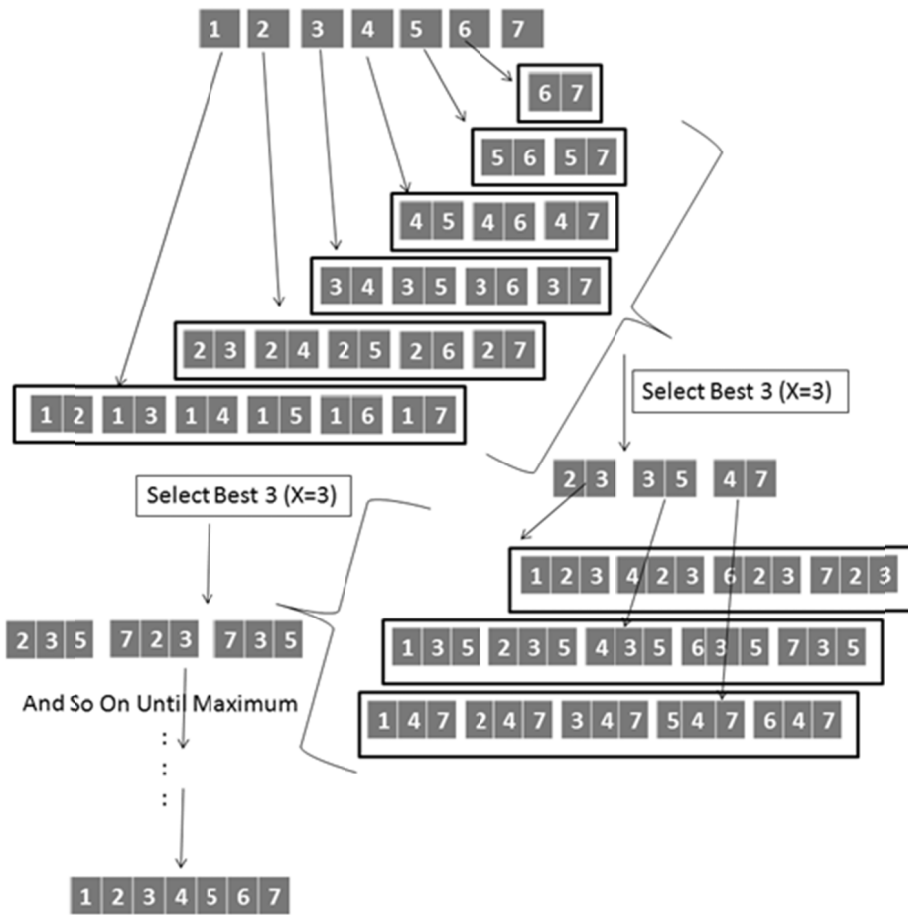 1 2 3 4 5 6 7
6 7
5 6 5 7
4 5 4 6 4 7
3 4 3 5 3 6 3 7
2 3 2 4 2 5 2 6 2 7
1 2 1 3 1 4 1 5 1 6 1 7
Select Best 3 (X=3)
2 3 3 5 4 7
1 2 3 4 2 3 6 2 3 7 2 3
1 3 5 2 3 5 4 3 5 6 3 5 7 3 5
1 4 7 2 4 7 3 4 7 5 4 7 6 4 7
Select Best 3 (X=3)
2 3 5 7 2 3 7 3 5
And So On Until Maximum
:
:
:
1 2 3 4 5 6 7